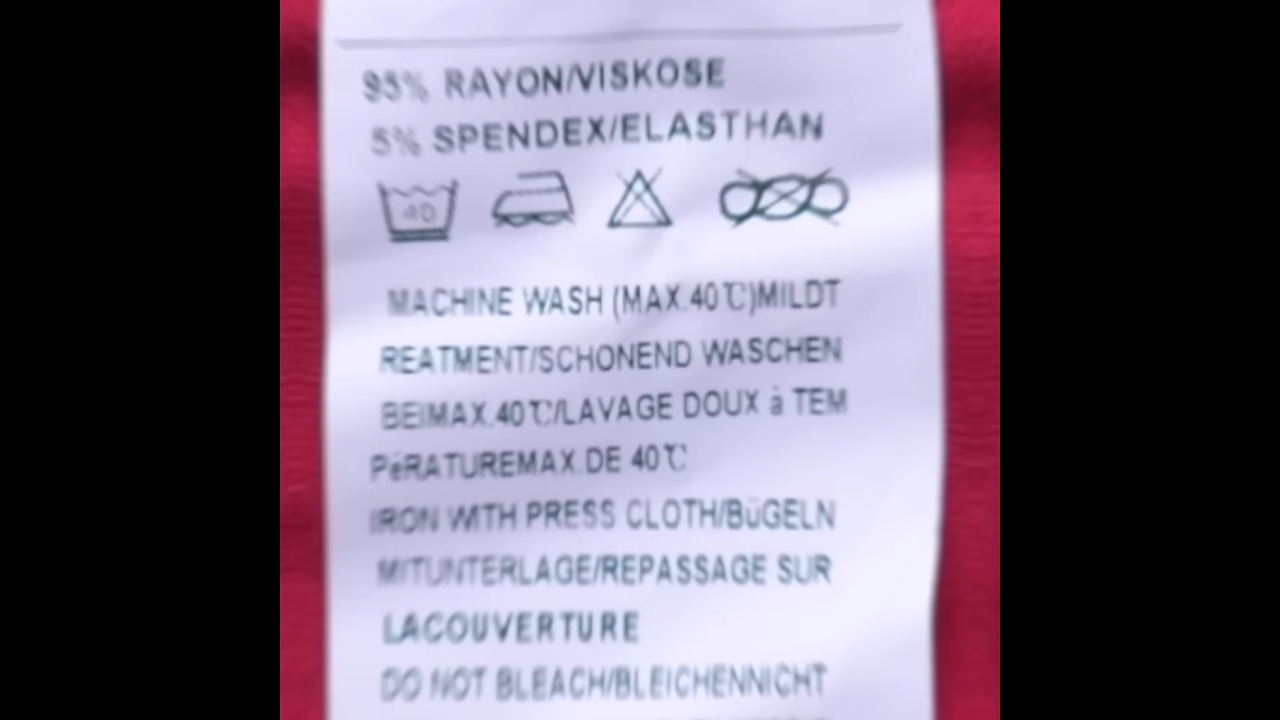 95% RAYON/VISKOSE
5% SPENDEX/ELASTHAN
40
MACHINE WASH (MAX.40℃)MILDT
REATMENT/SCHONEND WASCHEN
BEIMAX.40℃/LAVAGE DOUX à TEM
PéRATUREMAX.DE 40℃
IRON WITH PRESS CLOTH/BüGELN
MITUNTERLAGE/REPASSAGE SUR
LACOUVERTURE
DO NOT BLEACH/BLEICHENNICHT